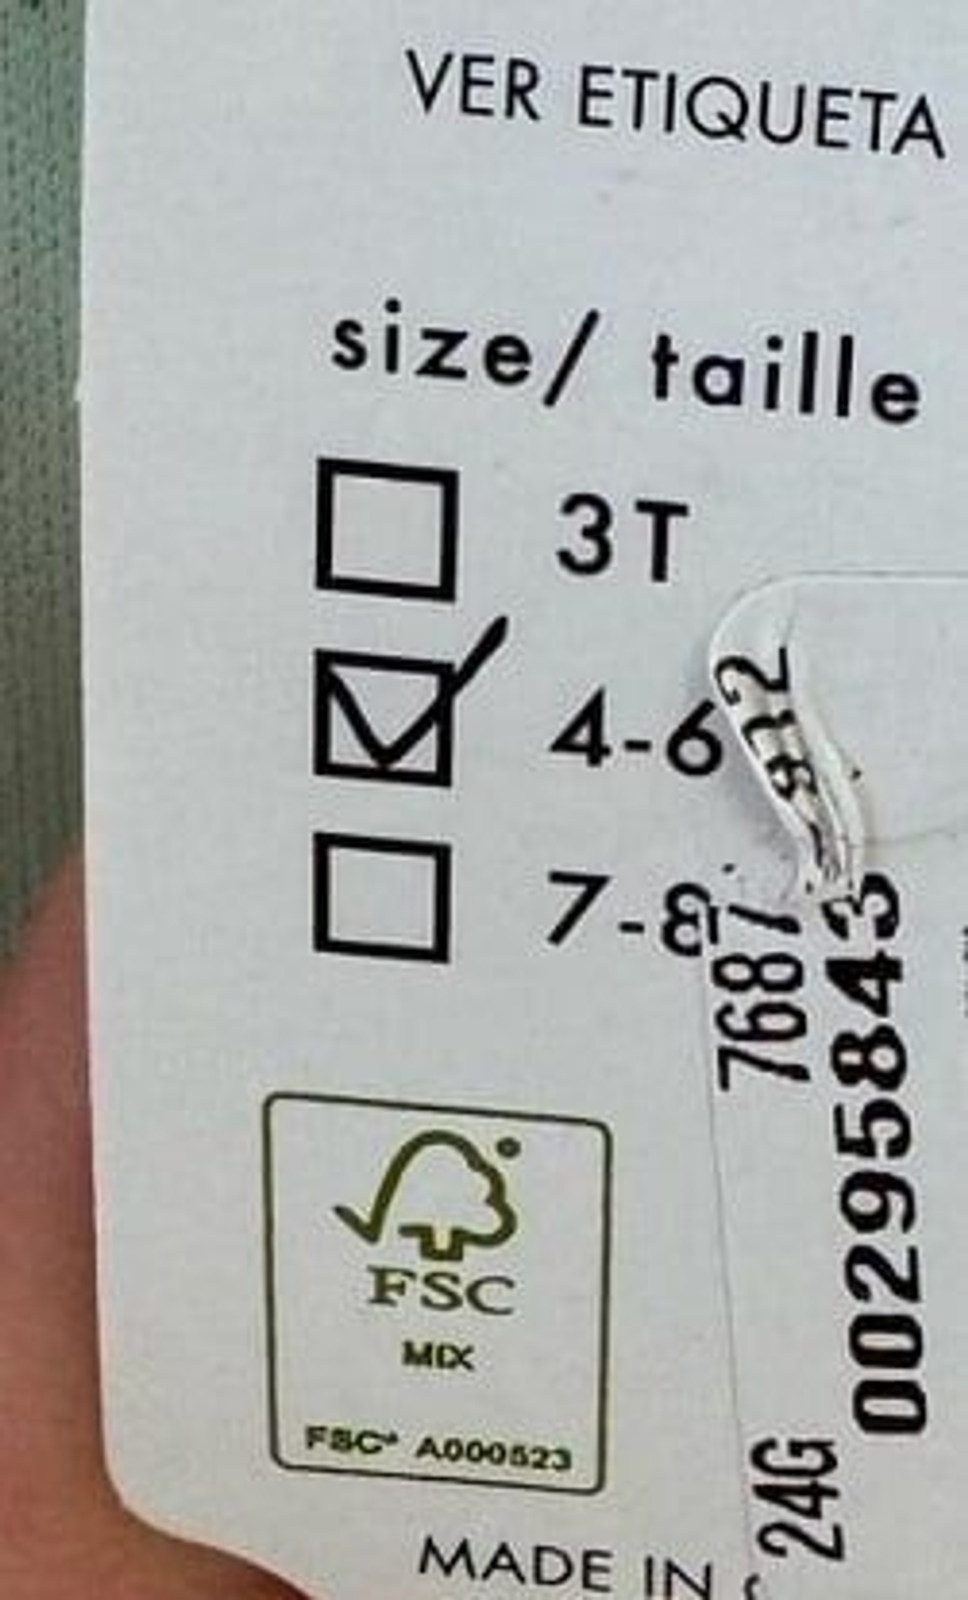 VER ETIQUETA
size/ taille
3T
4-6
7-8
7687
00295843
24G
FSC
MIX
FSC® A000523
MADE IN